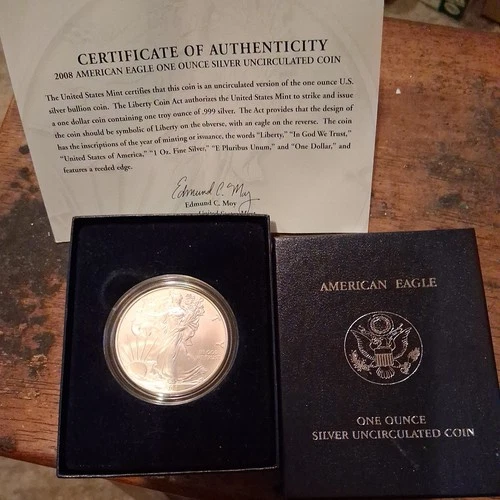 CERTIFICATE OF AUTHENTICITY
2008 AMERICAN EAGLE ONE OUNCE SILVER UNCIRCULATED COIN
The United States Mint certifies that this coin is an uncirculated version of the one ounce U.S.
silver bullion coin. The Liberty Coin Act authorizes the United States Mint to strike and issue
a one dollar coin containing one troy ounce of .999 silver. The Act provides that the design of
the coin should be symbolic of Liberty on the obverse, with an eagle on the reverse. The coin
has the inscriptions of the year of minting or issuance, the words "Liberty," "In God We Trust,"
"United States of America," "1 Oz. Fine Silver," "E Pluribus Unum," and "One Dollar," and
features a reeded edge.
Edmund C. Moy
Edmund C. Moy
United States Mint
AMERICAN EAGLE
ONE OUNCE
SILVER UNCIRCULATED COIN